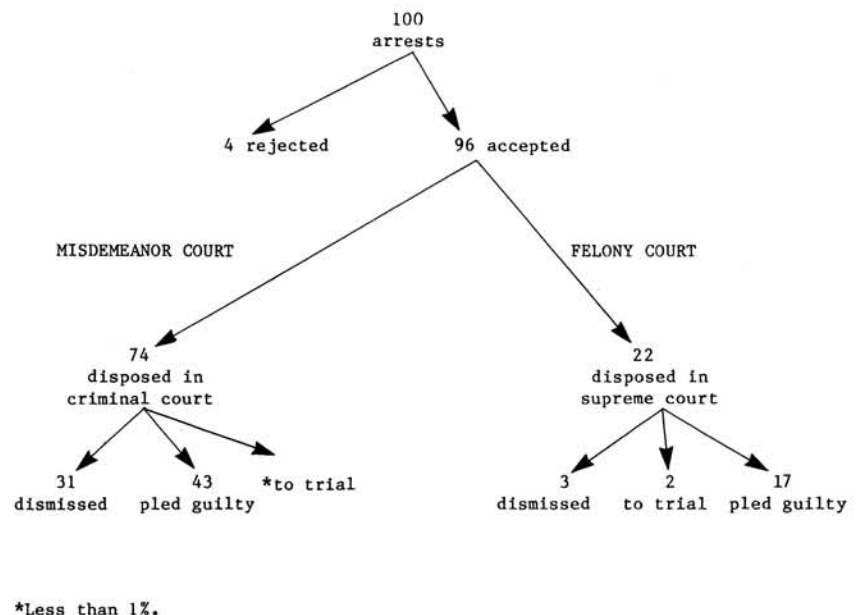 100
arrests
4 rejected
96 accepted
MISDEMEANOR COURT
FELONY COURT
74
disposed in
criminal court
22
disposed in
supreme court
31
dismissed
43
pled guilty
*to trial
3
dismissed
2
to trial
17
pled guilty
*Less than 1%.